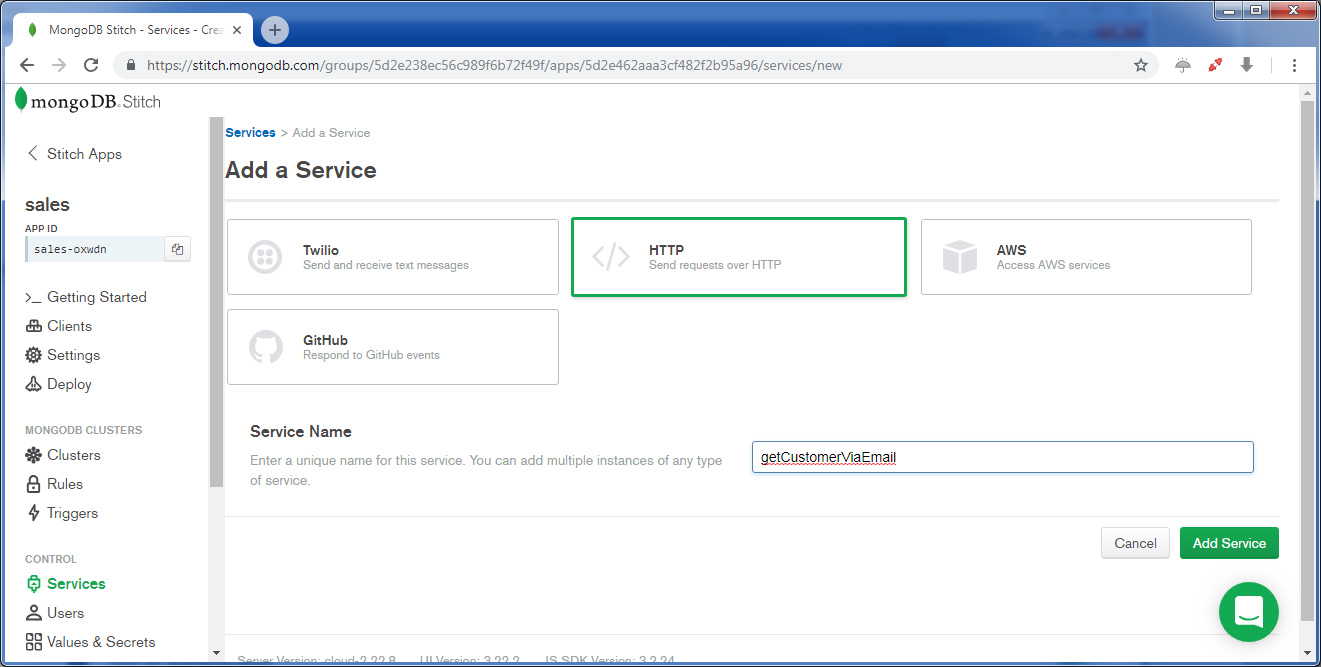 MongoDB Stitch - Services - Crea
https://stitch.mongodb.com/groups/5d2e238ec56c989f6b72f49f/apps/5d2e462aaa3cf482f2b95a96/services/new
mongoDB. Stitch
Stitch Apps
sales
APP ID
sales-oxwdn
Getting Started
Clients
Settings
Deploy
MONGODB CLUSTERS
Clusters
Rules
Triggers
CONTROL
Services
Users
Values & Secrets
Services > Add a Service
Add a Service
Twilio
Send and receive text messages
HTTP
Send requests over HTTP
AWS
Access AWS services
GitHub
Respond to GitHub events
Service Name
Enter a unique name for this service. You can add multiple instances of any type
of service.
getCustomerViaEmail
Cancel
Add Service
Server Version: cloud-2.22.8 UI Version: 3.22.2 JS SDK Version: 3.2.24